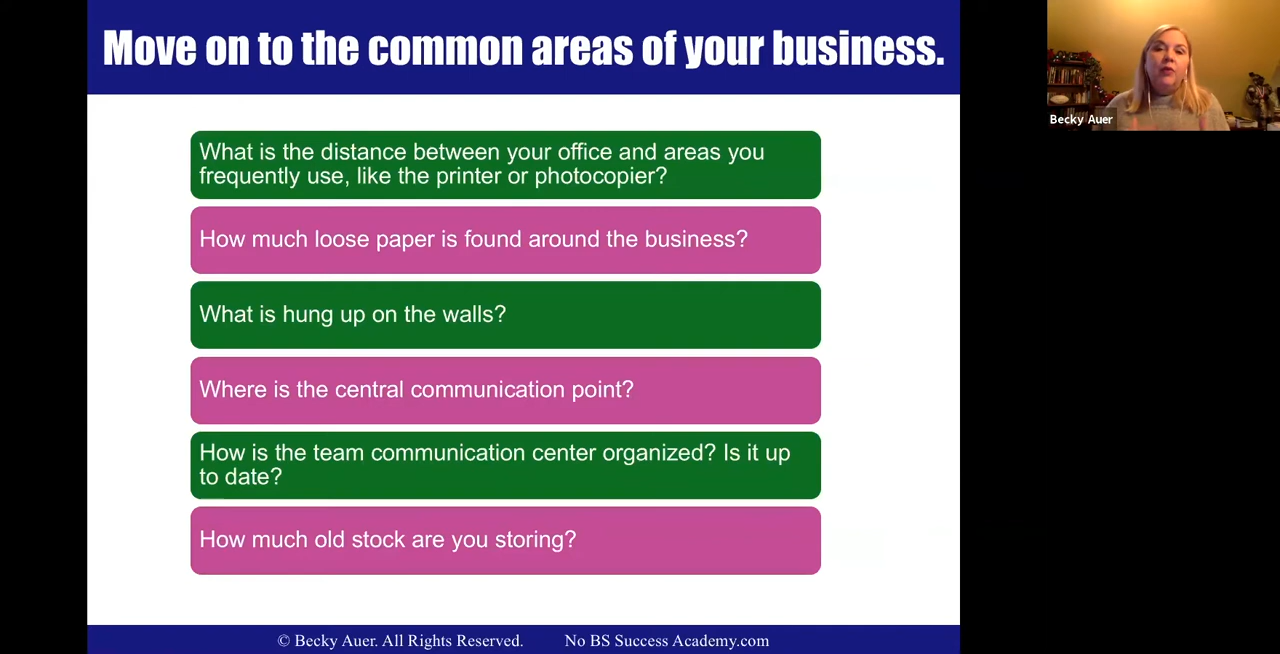 Move on to the common areas of your business.
Becky Auer
What is the distance between your office and areas you
frequently use, like the printer or photocopier?
How much loose paper is found around the business?
What is hung up on the walls?
Where is the central communication point?
How is the team communication center organized? Is it up
to date?
How much old stock are you storing?
© Becky Auer. All Rights Reserved. No BS Success Academy.com